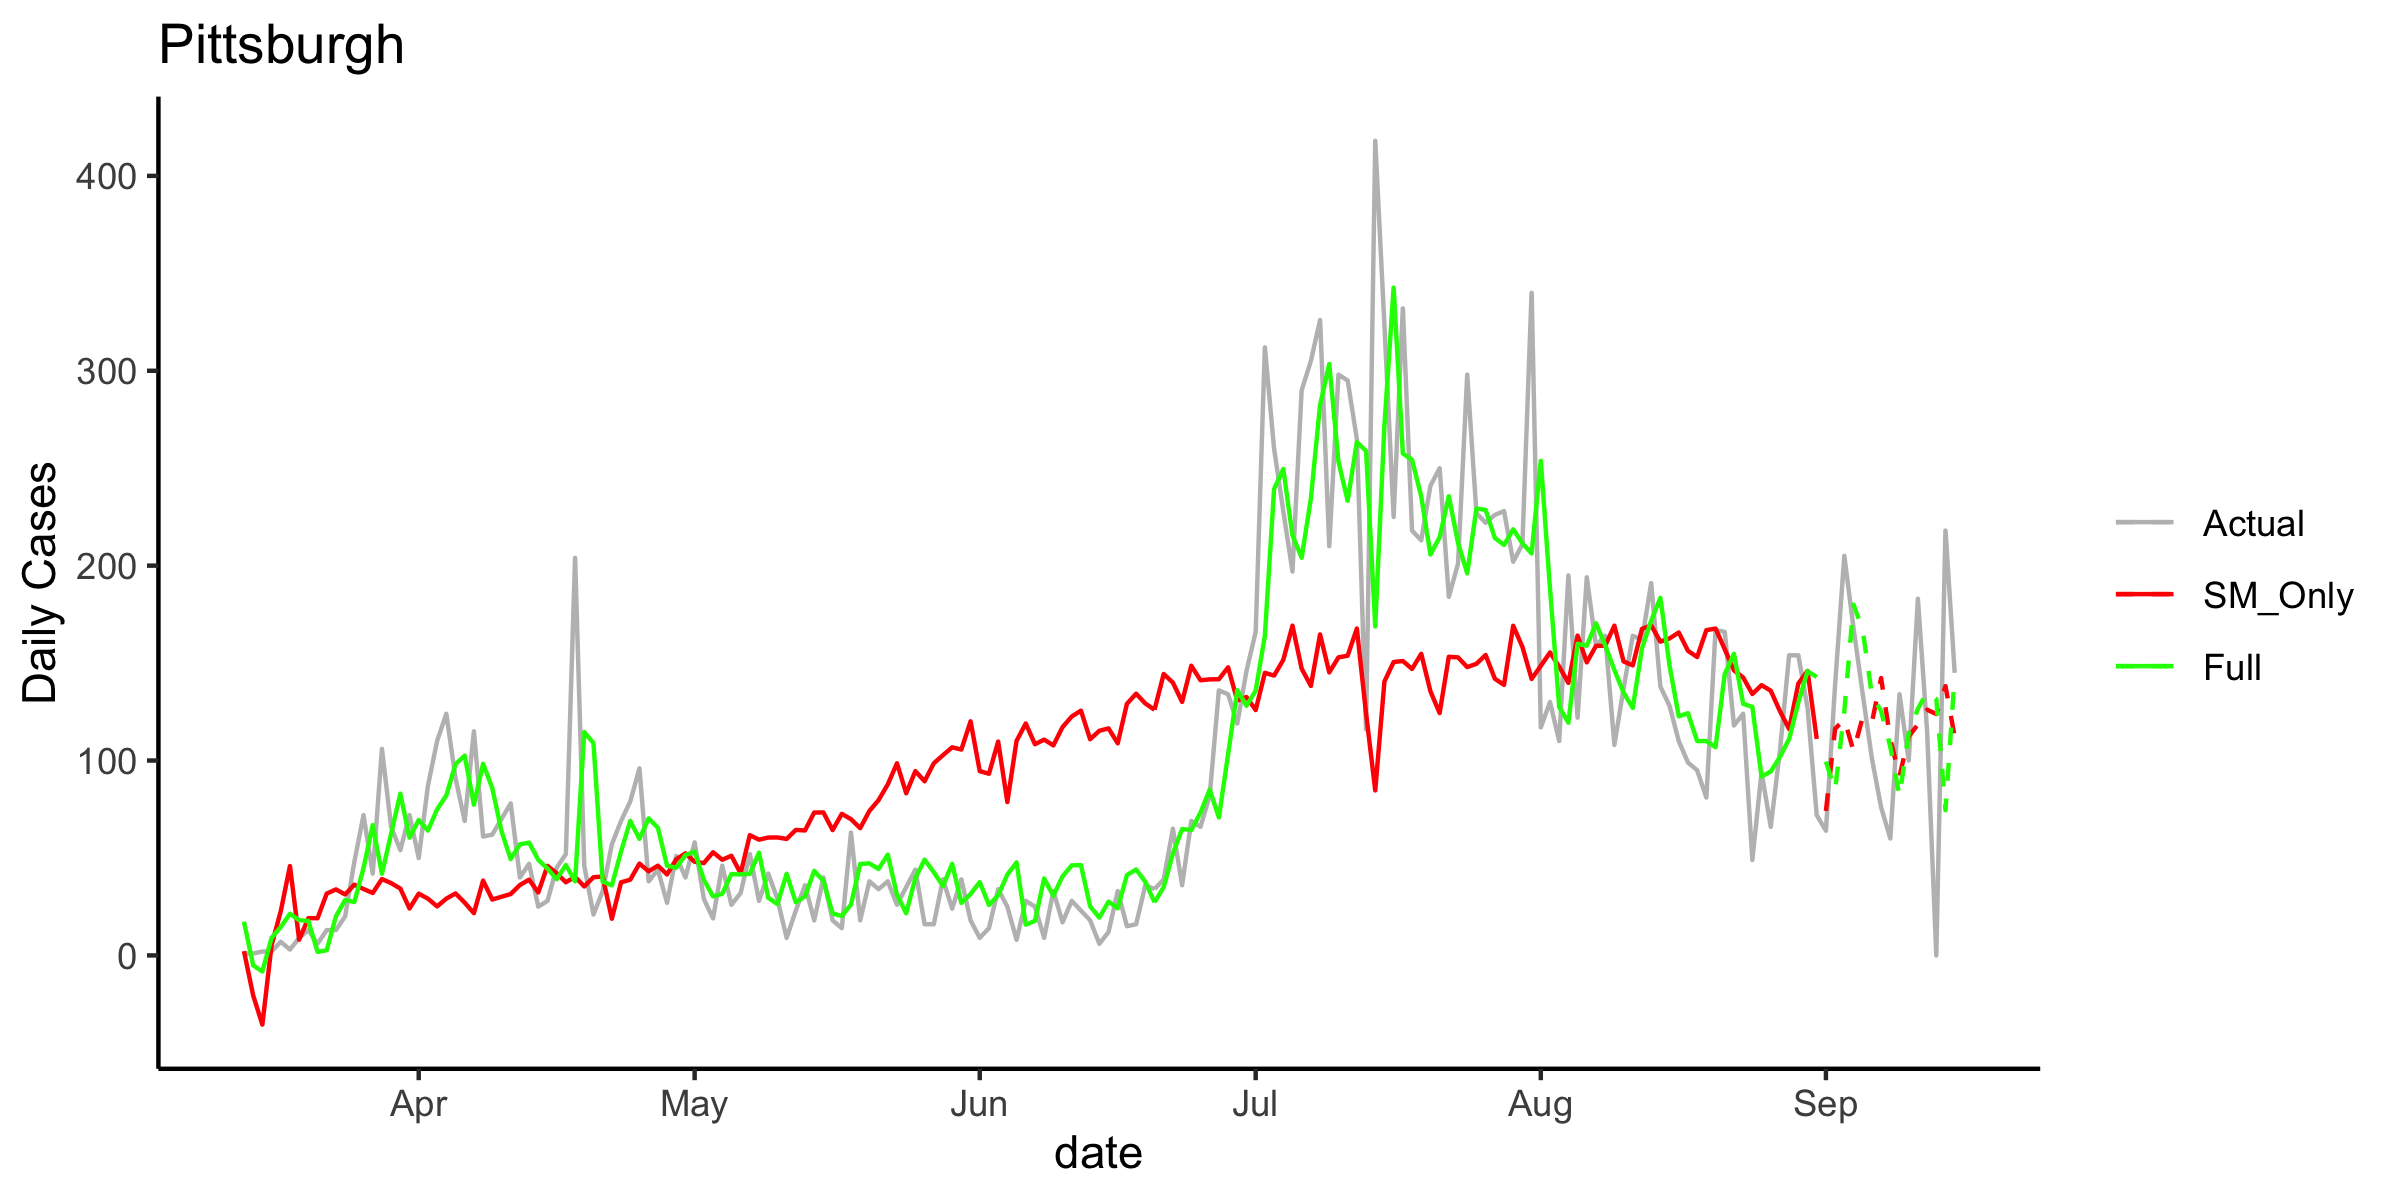 Pittsburgh
Daily Cases
400
300
200
100
0
Apr
May
Jun
Jul
Aug
Sep
date
Actual
SM_Only
Full